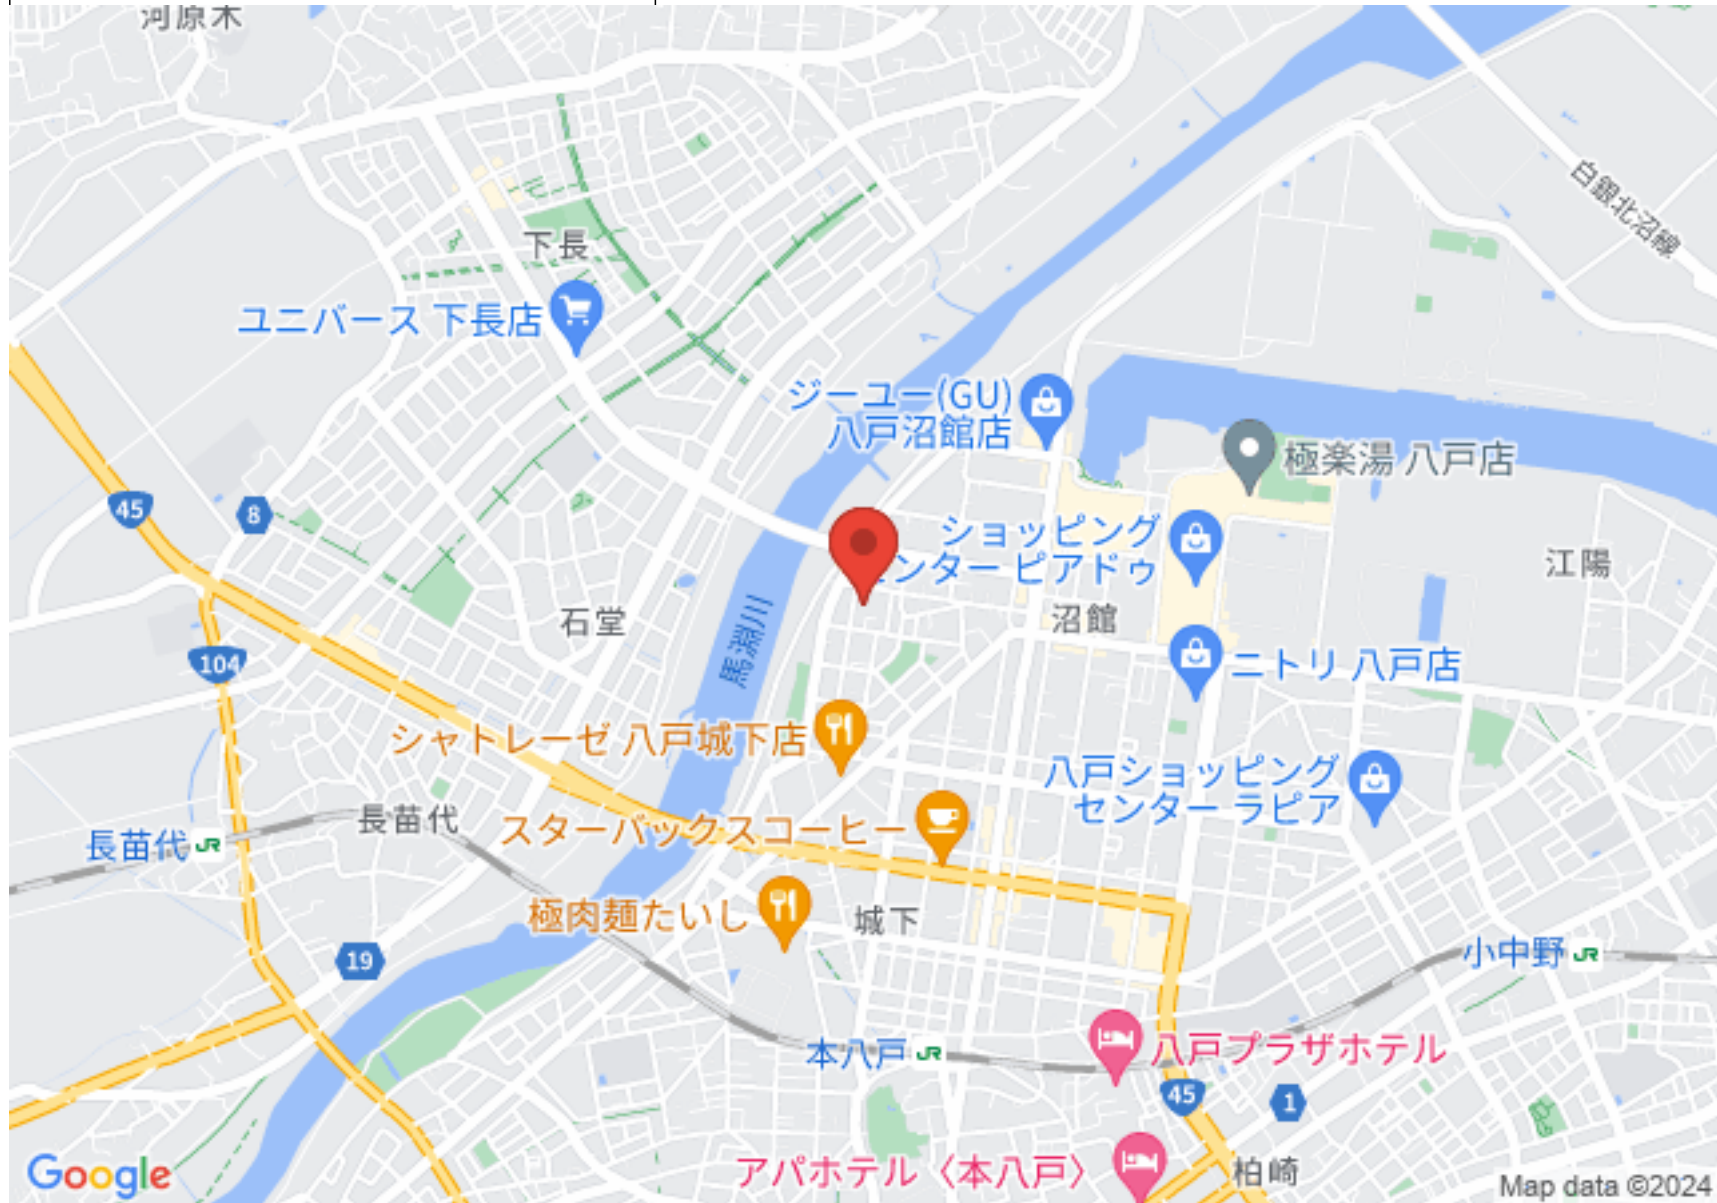 河原木
白銀北沼線
下長
ユニバース 下長店
ジーユー(GU)
八戸沼館店
極楽湯 八戸店
45
8
ショッピング
ンター ピアドゥ
江陽
石堂
馬淵川
沼館
104
ニトリ 八戸店
シャトレーゼ 八戸城下店
八戸ショッピング
センター ラピア
長苗代
スターバックスコーヒー
長苗代 JR
極肉麺たいし
城下
19
小中野 JR
本八戸 JR
八戸プラザホテル
45
1
アパホテル〈本八戸〉
柏崎
Google
Map data ©2024